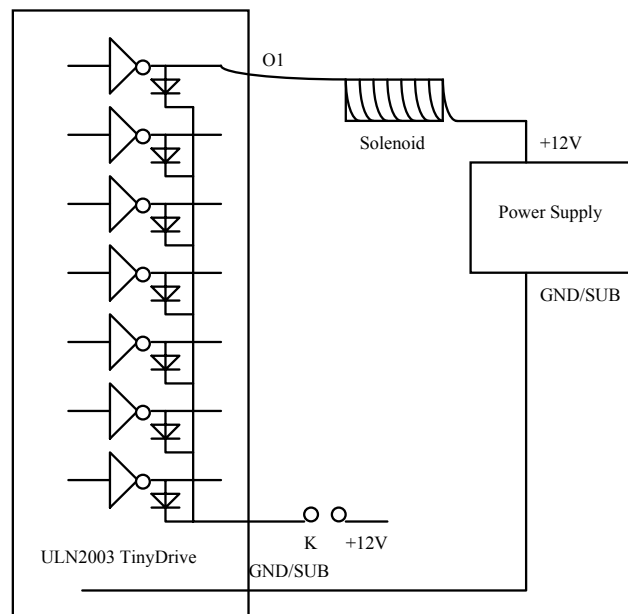 O1
Solenoid
+12V
Power Supply
GND/SUB
K +12V
ULN2003 TinyDrive
GND/SUB